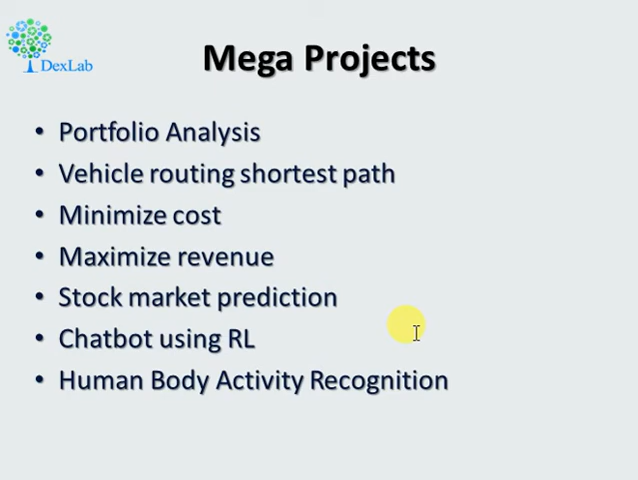 DexLab
Mega Projects
• Portfolio Analysis
• Vehicle routing shortest path
• Minimize cost
• Maximize revenue
• Stock market prediction
• Chatbot using RL
• Human Body Activity Recognition